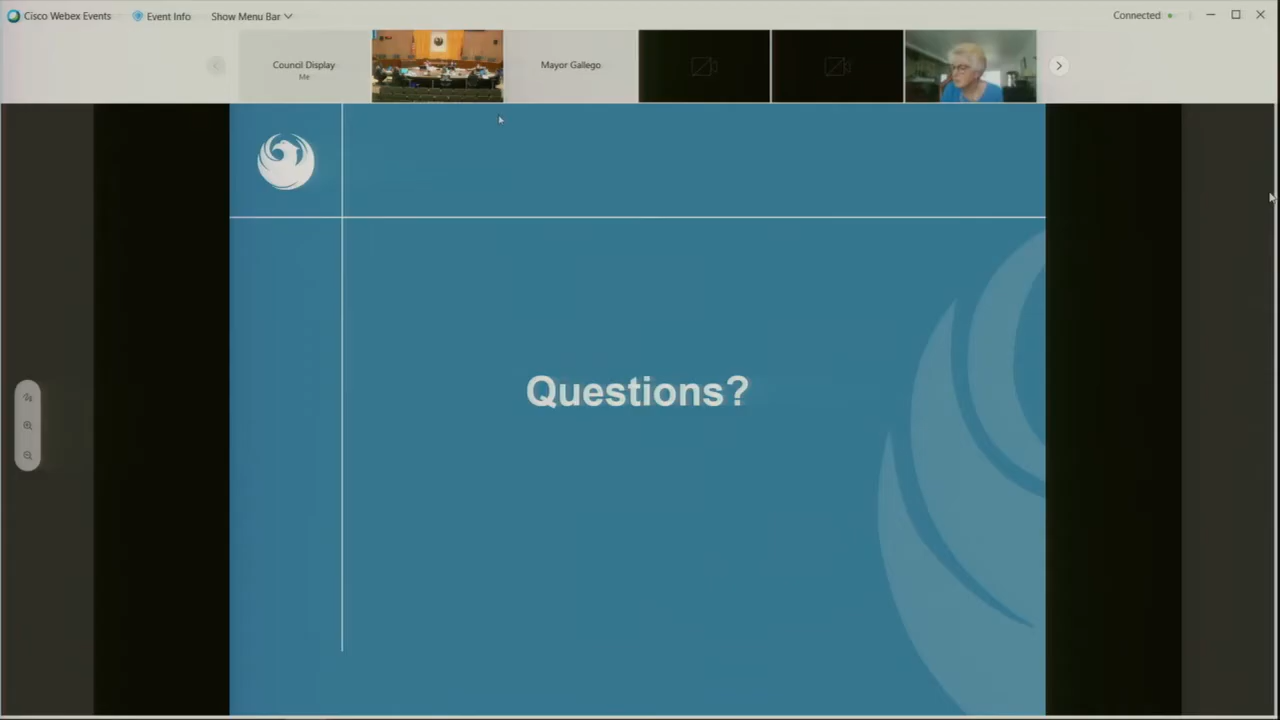 Cisco Webex Events
Event Info
Show Menu Bar
Connected
Council Display
Me
Mayor Gallego
Questions?